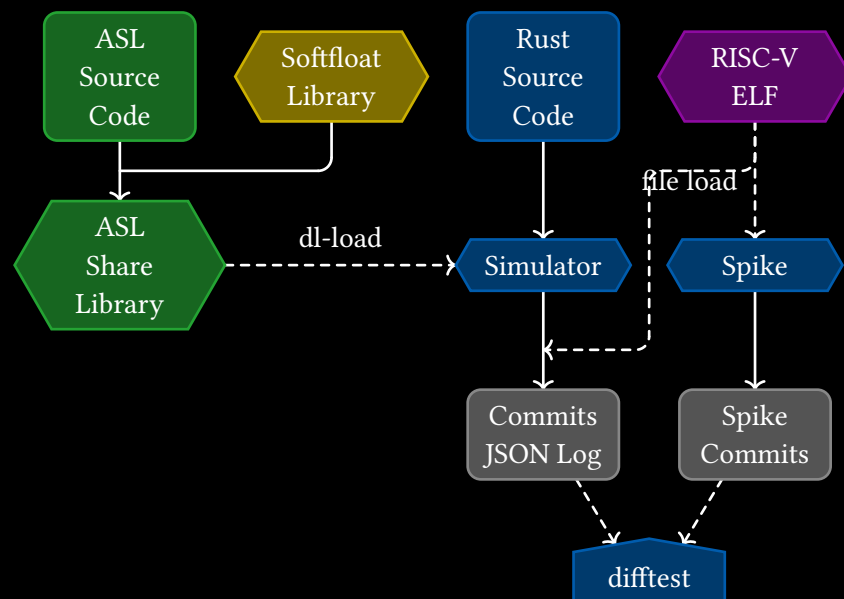 ASL
Source
Code
Softfloat
Library
Rust
Source
Code
RISC-V
ELF
file load
ASL
Share
Library
dl-load
Simulator
Spike
Commits
JSON Log
Spike
Commits
difftest